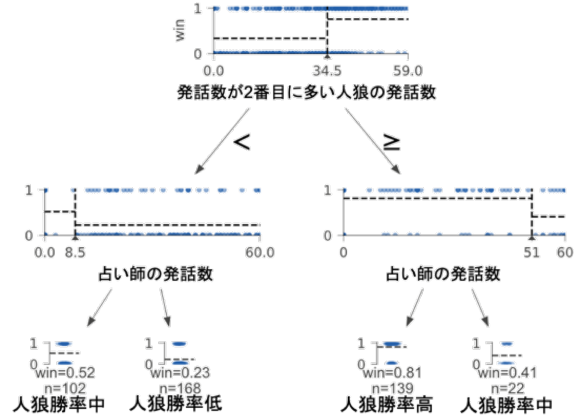 1
win
0
0.0 34.5 59.0
発話数が2番目に多い人狼の発話数
< ≥
1 1
0 0
0.0 8.5 60.0 0 51 60
占い師の発話数 占い師の発話数
1 1 1 1
0 0 0 0
win=0.52 win=0.23 win=0.81 win=0.41
n=102 n=168 n=139 n=22
人狼勝率中 人狼勝率低 人狼勝率高 人狼勝率中